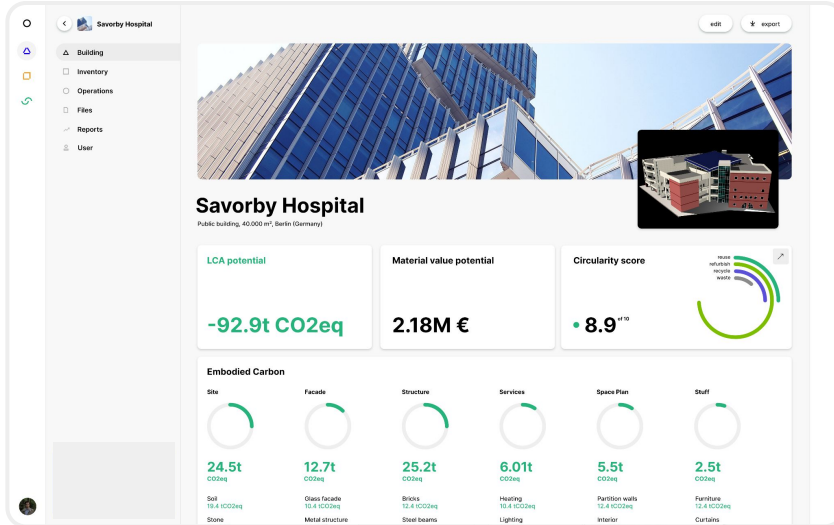 Savorby Hospital
edit
export
Building
Inventory
Operations
Files
Reports
User
Savorby Hospital
Public building, 40.000 m², Berlin (Germany)
LCA potential
-92.9t CO2eq
Material value potential
2.18M €
Circularity score
8.9 of 10
reuse
refurbish
recycle
waste
Embodied Carbon
Site
Facade
Structure
Services
Space Plan
Stuff
24.5t
12.7t
25.2t
6.01t
5.5t
2.5t
CO2eq
CO2eq
CO2eq
CO2eq
CO2eq
CO2eq
Soil
Glass facade
Bricks
Heating
Partition walls
Furniture
19.4 tCO2eq
10.4 tCO2eq
12.4 tCO2eq
10.4 tCO2eq
12.4 tCO2eq
12.4 tCO2eq
Stone
Metal structure
Steel beams
Lighting
Interior
Curtains